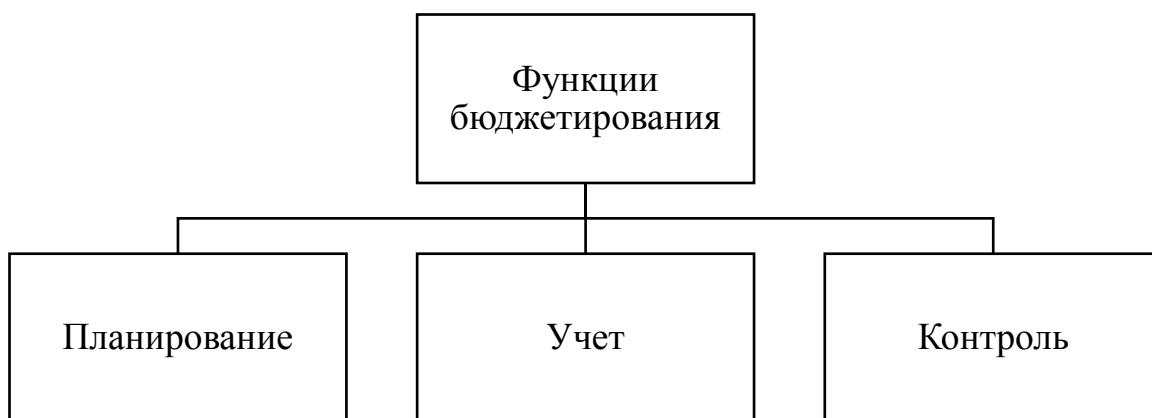 Функции
бюджетирования
Планирование
Учет
Контроль